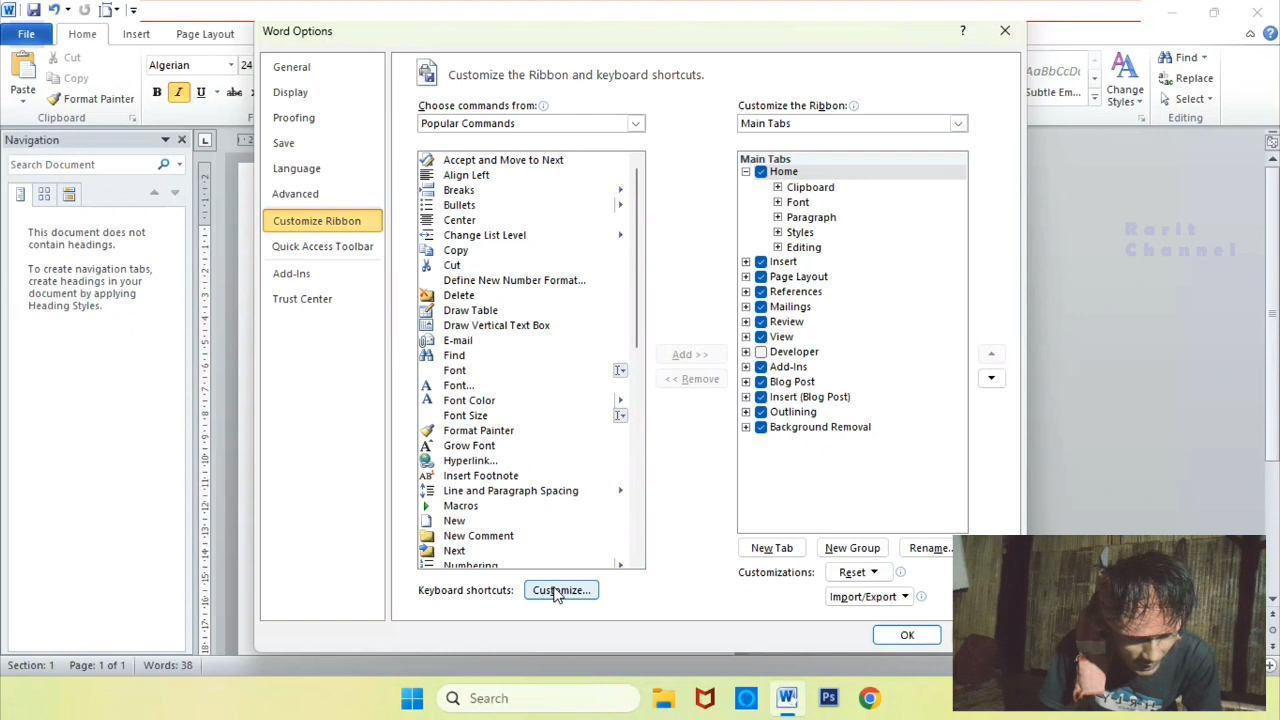 Word Options
File
Home
Insert
Page Layout
Paste
Cut
Copy
Format Painter
Clipboard
Algerian
24
B I U abc
AaBbCcDc
Subtle Em...
Change
Styles
Find
Replace
Select
Editing
Navigation
Search Document
This document does not
contain headings.
To create navigation tabs,
create headings in your
document by applying
Heading Styles.
General
Display
Proofing
Save
Language
Advanced
Customize Ribbon
Quick Access Toolbar
Add-Ins
Trust Center
Customize the Ribbon and keyboard shortcuts.
Choose commands from:
Popular Commands
Accept and Move to Next
Align Left
Breaks
Bullets
Center
Change List Level
Copy
Cut
Define New Number Format...
Delete
Draw Table
Draw Vertical Text Box
E-mail
Find
Font
Font...
Font Color
Font Size
Format Painter
Grow Font
Hyperlink...
Insert Footnote
Line and Paragraph Spacing
Macros
New
New Comment
Next
Numbering
Keyboard shortcuts: Customize...
Add >>
<< Remove
Customize the Ribbon:
Main Tabs
Main Tabs
Home
Clipboard
Font
Paragraph
Styles
Editing
Insert
Page Layout
References
Mailings
Review
View
Developer
Add-Ins
Blog Post
Insert (Blog Post)
Outlining
Background Removal
New Tab
New Group
Rename...
Customizations:
Reset
Import/Export
OK
Rarit
Channel
Section: 1
Page: 1 of 1
Words: 38
Search